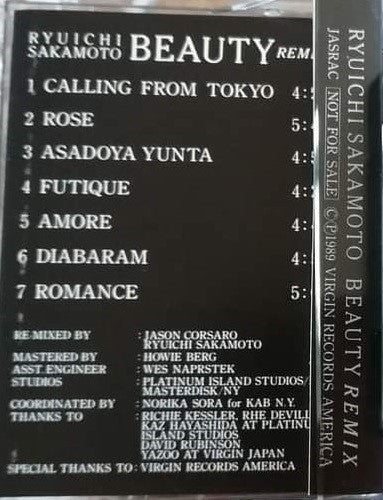 RYUICHI
SAKAMOTO BEAUTY REMI
1 CALLING FROM TOKYO 4:
2 ROSE 5:
3 ASADOYA YUNTA 4:
4 FUTIQUE 4:
5 AMORE 4:
6 DIABARAM 4:
7 ROMANCE 5:
RE-MIXED BY : JASON CORSARO
RYUICHI SAKAMOTO
MASTERED BY : HOWIE BERG
ASST. ENGINEER : WES NAPRSTEK
STUDIOS : PLATINUM ISLAND STUDIOS/
MASTERDISK/NY
COORDINATED BY : NORIKA SORA for KAB N.Y.
THANKS TO : RICHIE KESSLER, RHE DEVILL
KAZ HAYASHIDA AT PLATINU
ISLAND STUDIOS
DAVID RUBINSON
YAZOO AT VIRGIN JAPAN
SPECIAL THANKS TO : VIRGIN RECORDS AMERICA
RYUICHI SAKAMOTO BEAUTY REMIX
JASRAC NOT FOR SALE ©℗1989 VIRGIN RECORDS AMERICA